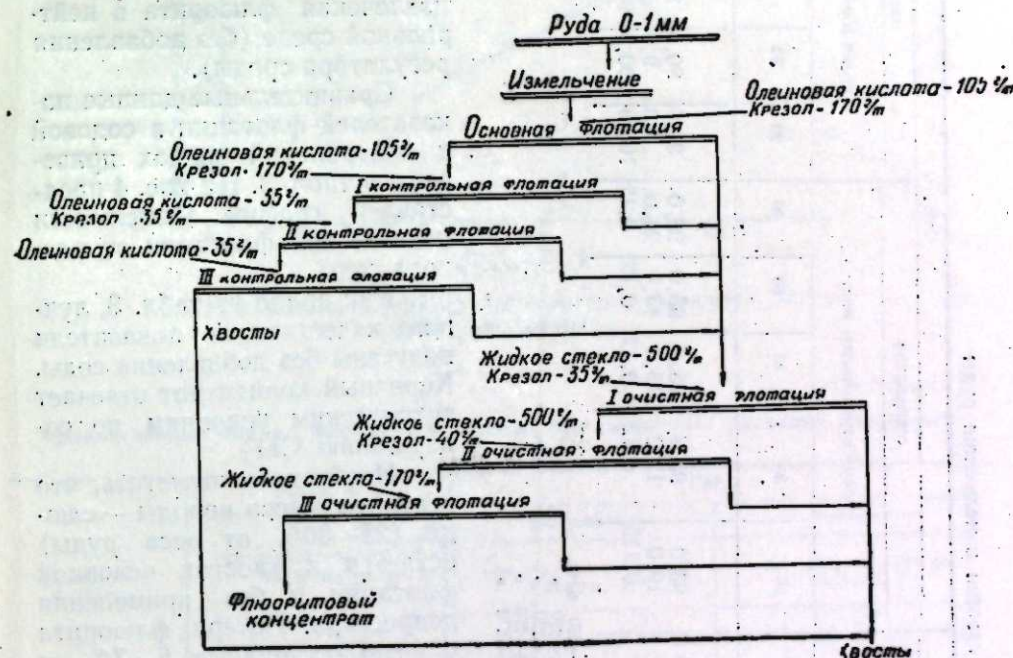 Руда 0-1мм
Измельчение
Олеиновая кислота-105 г/т
Крезол-170 г/т
Основная флотация
Олеиновая кислота-105 г/т
Крезол-170 г/т
I контрольная флотация
Олеиновая кислота-55 г/т
Крезол 35 г/т
II контрольная флотация
Олеиновая кислота-35 г/т
III контрольная флотация
Хвосты
Жидкое стекло-500 г/т
Крезол-35 г/т
I очистная флотация
Жидкое стекло-500 г/т
Крезол-40 г/т
II очистная флотация
Жидкое стекло-170 г/т
III очистная флотация
Флюоритовый
концентрат
Хвосты